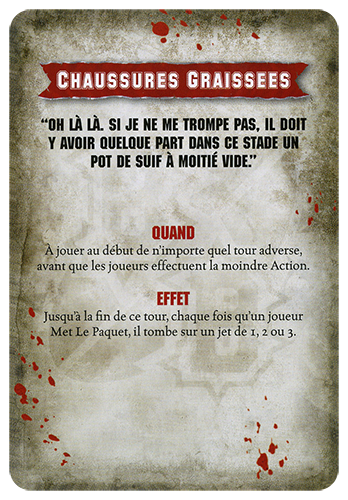 CHAUSSURES GRAISSEES
“OH LÀ LÀ. SI JE NE ME TROMPE PAS, IL DOIT
Y AVOIR QUELQUE PART DANS CE STADE UN
POT DE SUIF À MOITIÉ VIDE.”
QUAND
À jouer au début de n'importe quel tour adverse,
avant que les joueurs effectuent la moindre Action.
EFFET
Jusqu'à la fin de ce tour, chaque fois qu'un joueur
Met Le Paquet, il tombe sur un jet de 1, 2 ou 3.